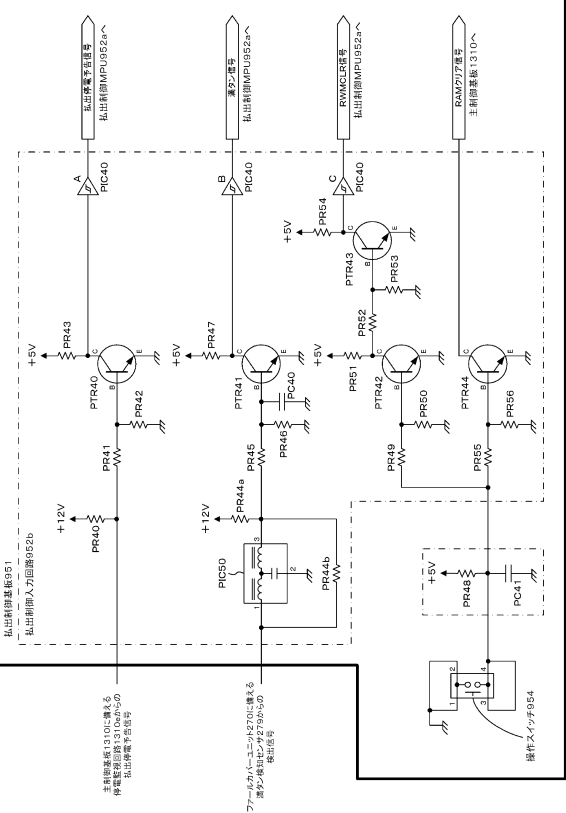 払出停電予告信号
払出制御MPU952aへ
満タン信号
払出制御MPU952aへ
RWMCLR信号
払出制御MPU952aへ
RAMクリア信号
主制御基板1310へ
A
PIC40
B
PIC40
C
PIC40
+5V
PR54
C
PTR43
B
E
PR53
PR52
+5V
PR43
C
PTR40
B
E
PR42
PR41
+5V
PR47
C
PTR41
B
E
PC40
PR46
PR45
+5V
PR51
C
PTR42
B
E
PR50
PR49
C
PTR44
B
E
PR56
PR55
+12V
PR40
+12V
PR44a
PIC50
3
2
1
PR44b
+5V
PR48
PC41
払出制御基板951
払出制御入力回路952b
主制御基板1310に備える
停電監視回路1310eからの
払出停電予告信号
ファールカバーユニット270に備える
満タン検知センサ279からの
検出信号
1
2
3
4
操作スイッチ954